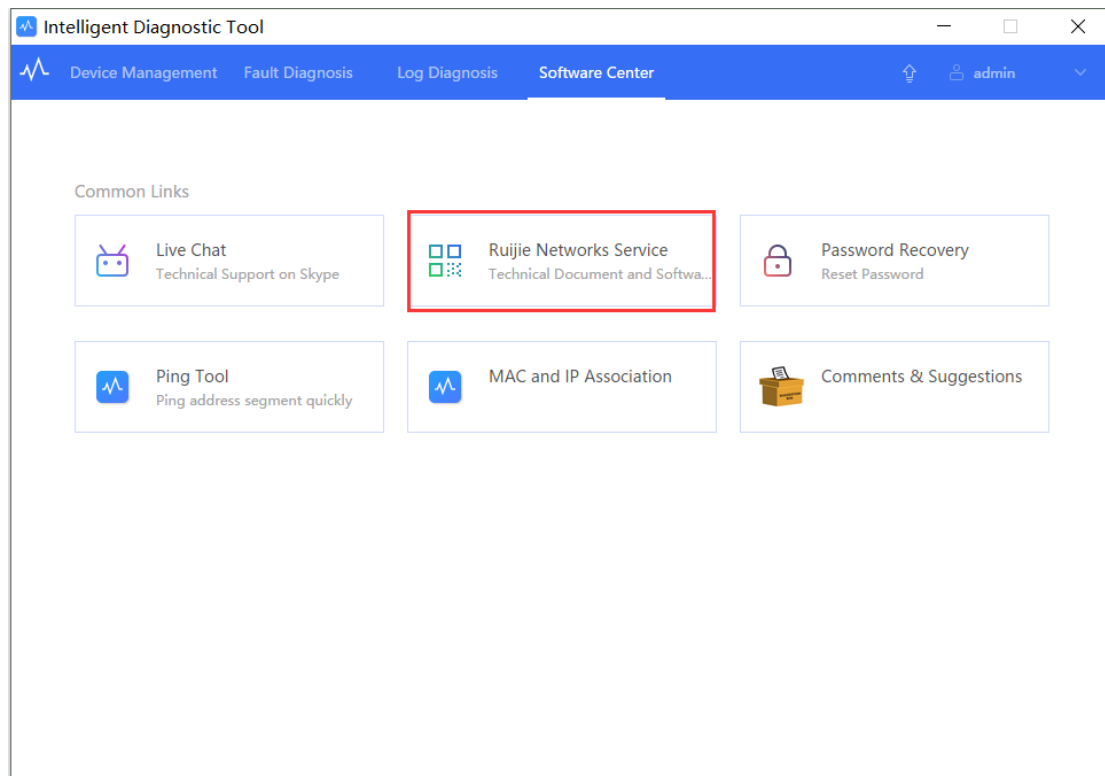 Intelligent Diagnostic Tool
Device Management Fault Diagnosis Log Diagnosis Software Center admin
Common Links
Live Chat
Technical Support on Skype
Ruijie Networks Service
Technical Document and Softwa...
Password Recovery
Reset Password
Ping Tool
Ping address segment quickly
MAC and IP Association
Comments & Suggestions